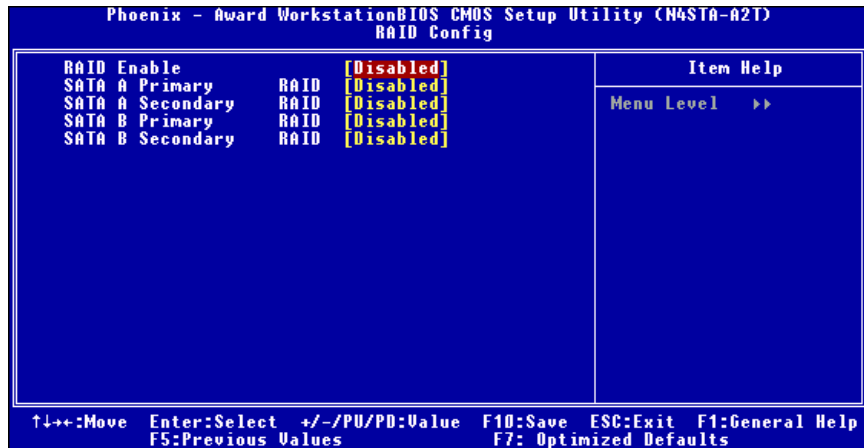 Phoenix - Award WorkstationBIOS CMOS Setup Utility (N4STA-A2T)
RAID Config
RAID Enable [Disabled]
SATA A Primary RAID [Disabled]
SATA A Secondary RAID [Disabled]
SATA B Primary RAID [Disabled]
SATA B Secondary RAID [Disabled]
Item Help
Menu Level ▸▸
↑↓→←:Move Enter:Select +/-/PU/PD:Value F10:Save ESC:Exit F1:General Help
F5:Previous Values F7: Optimized Defaults